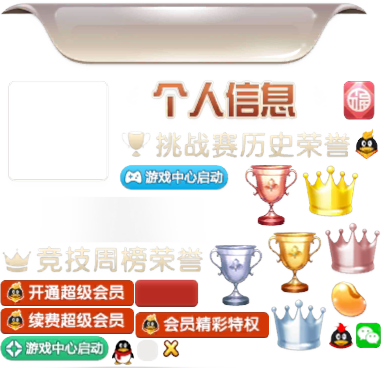 个人信息
福
挑战赛历史荣誉
游戏中心启动
竞技周榜荣誉
开通超级会员
续费超级会员
会员精彩特权
游戏中心启动